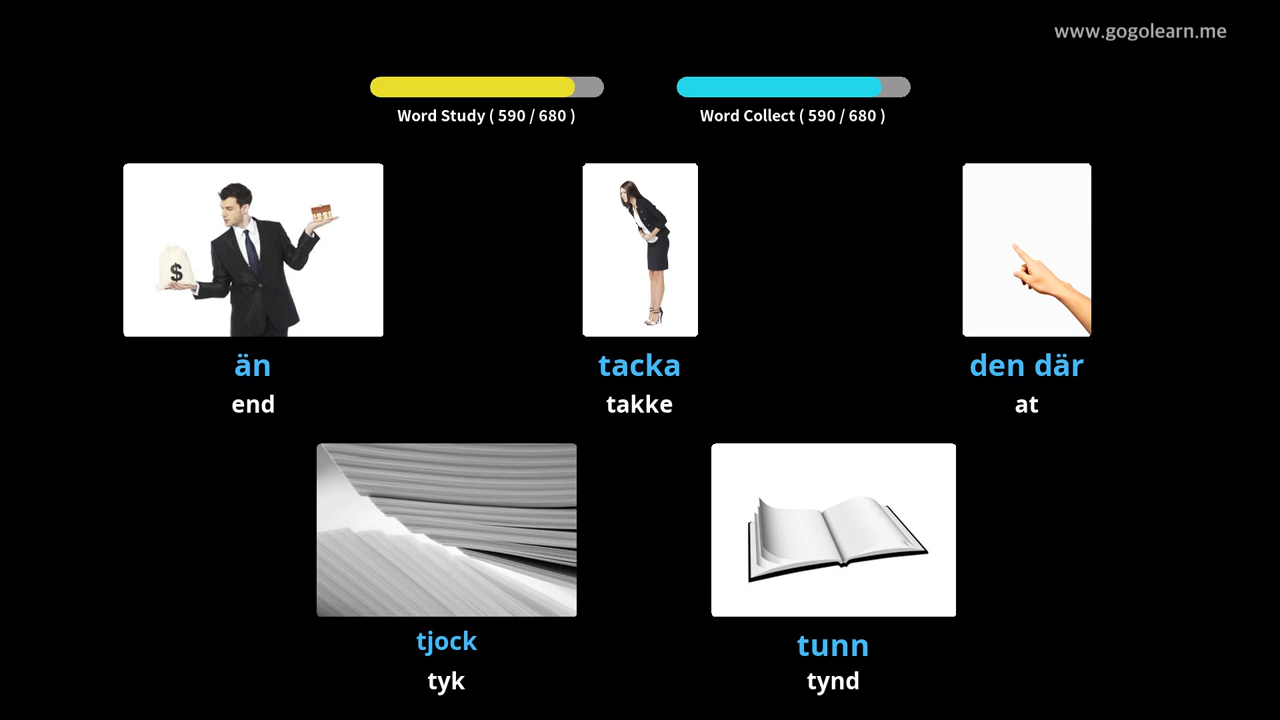 www.gogolearn.me
Word Study ( 590 / 680 )
Word Collect ( 590 / 680 )
$
än
end
tacka
takke
den där
at
tjock
tyk
tunn
tynd